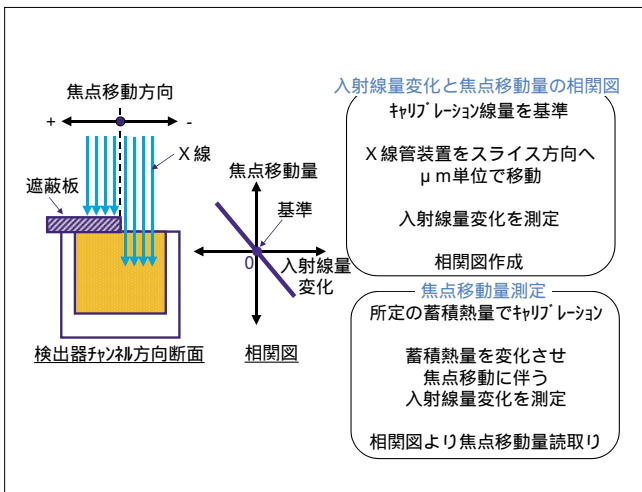 焦点移動方向
+
-
X線
遮蔽板
検出器ﾁｬﾝﾈﾙ方向断面
焦点移動量
基準
0
入射線量
変化
相関図
入射線量変化と焦点移動量の相関図
ｷｬﾘﾌﾞﾚｰｼｮﾝ線量を基準
X線管装置をスライス方向へ
μm単位で移動
入射線量変化を測定
相関図作成
焦点移動量測定
所定の蓄積熱量でｷｬﾘﾌﾞﾚｰｼｮﾝ
蓄積熱量を変化させ
焦点移動に伴う
入射線量変化を測定
相関図より焦点移動量読取り